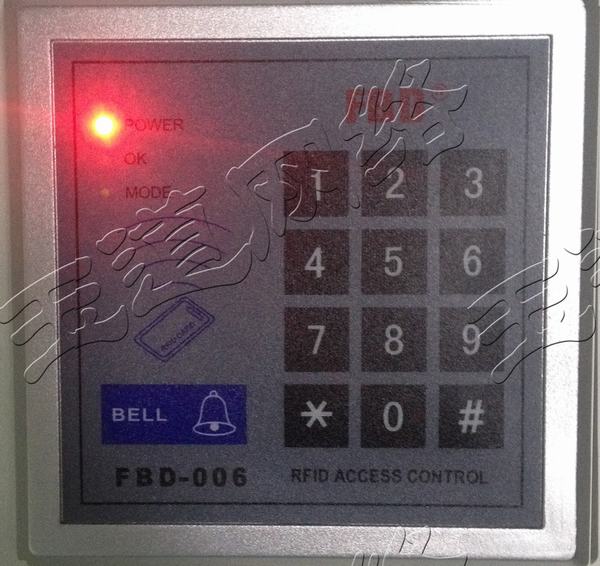 FBD®
POWER
OK
MODE
1 2 3
4 5 6
7 8 9
* 0 #
BELL
FBD-006
RFID ACCESS CONTROL